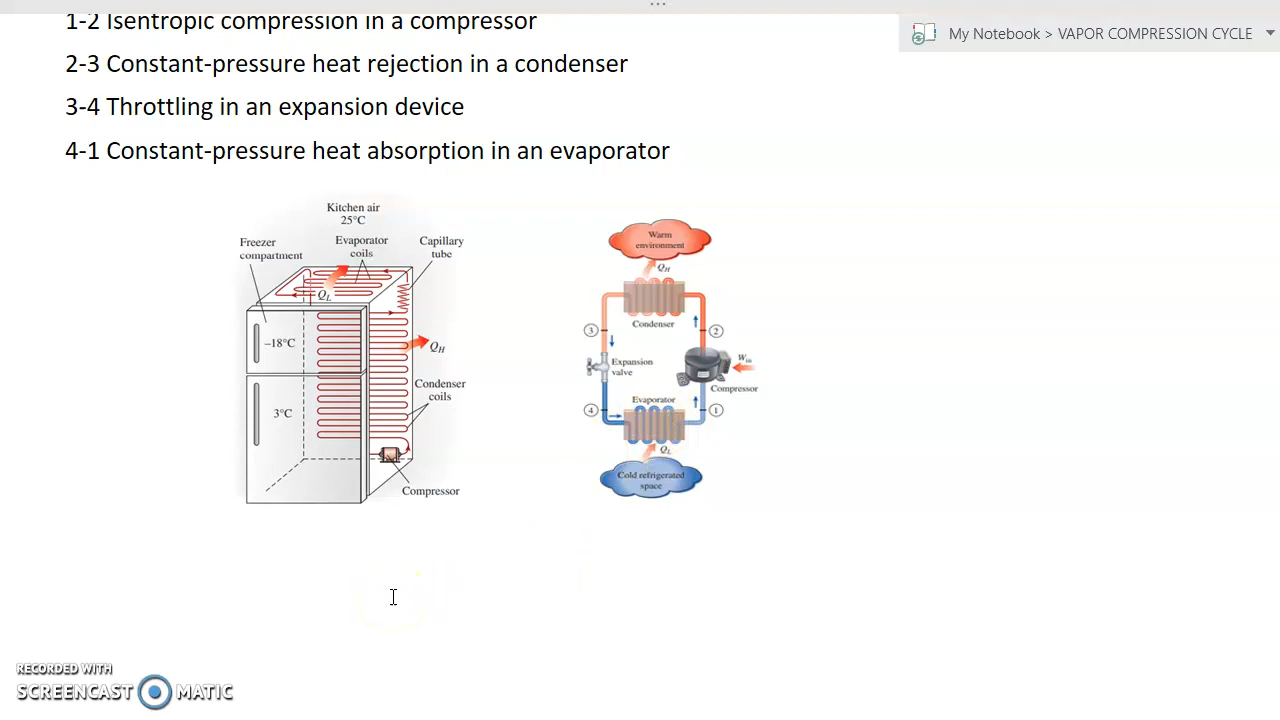 1-2 Isentropic compression in a compressor
My Notebook > VAPOR COMPRESSION CYCLE
2-3 Constant-pressure heat rejection in a condenser
3-4 Throttling in an expansion device
4-1 Constant-pressure heat absorption in an evaporator
Kitchen air
25°C
Freezer
compartment
Evaporator
coils
Capillary
tube
QL
–18°C
QH
3°C
Condenser
coils
Compressor
Warm
environment
QH
Condenser
3
2
Expansion
valve
Win
Compressor
Evaporator
4
1
QL
Cold refrigerated
space
RECORDED WITH
SCREENCAST MATIC